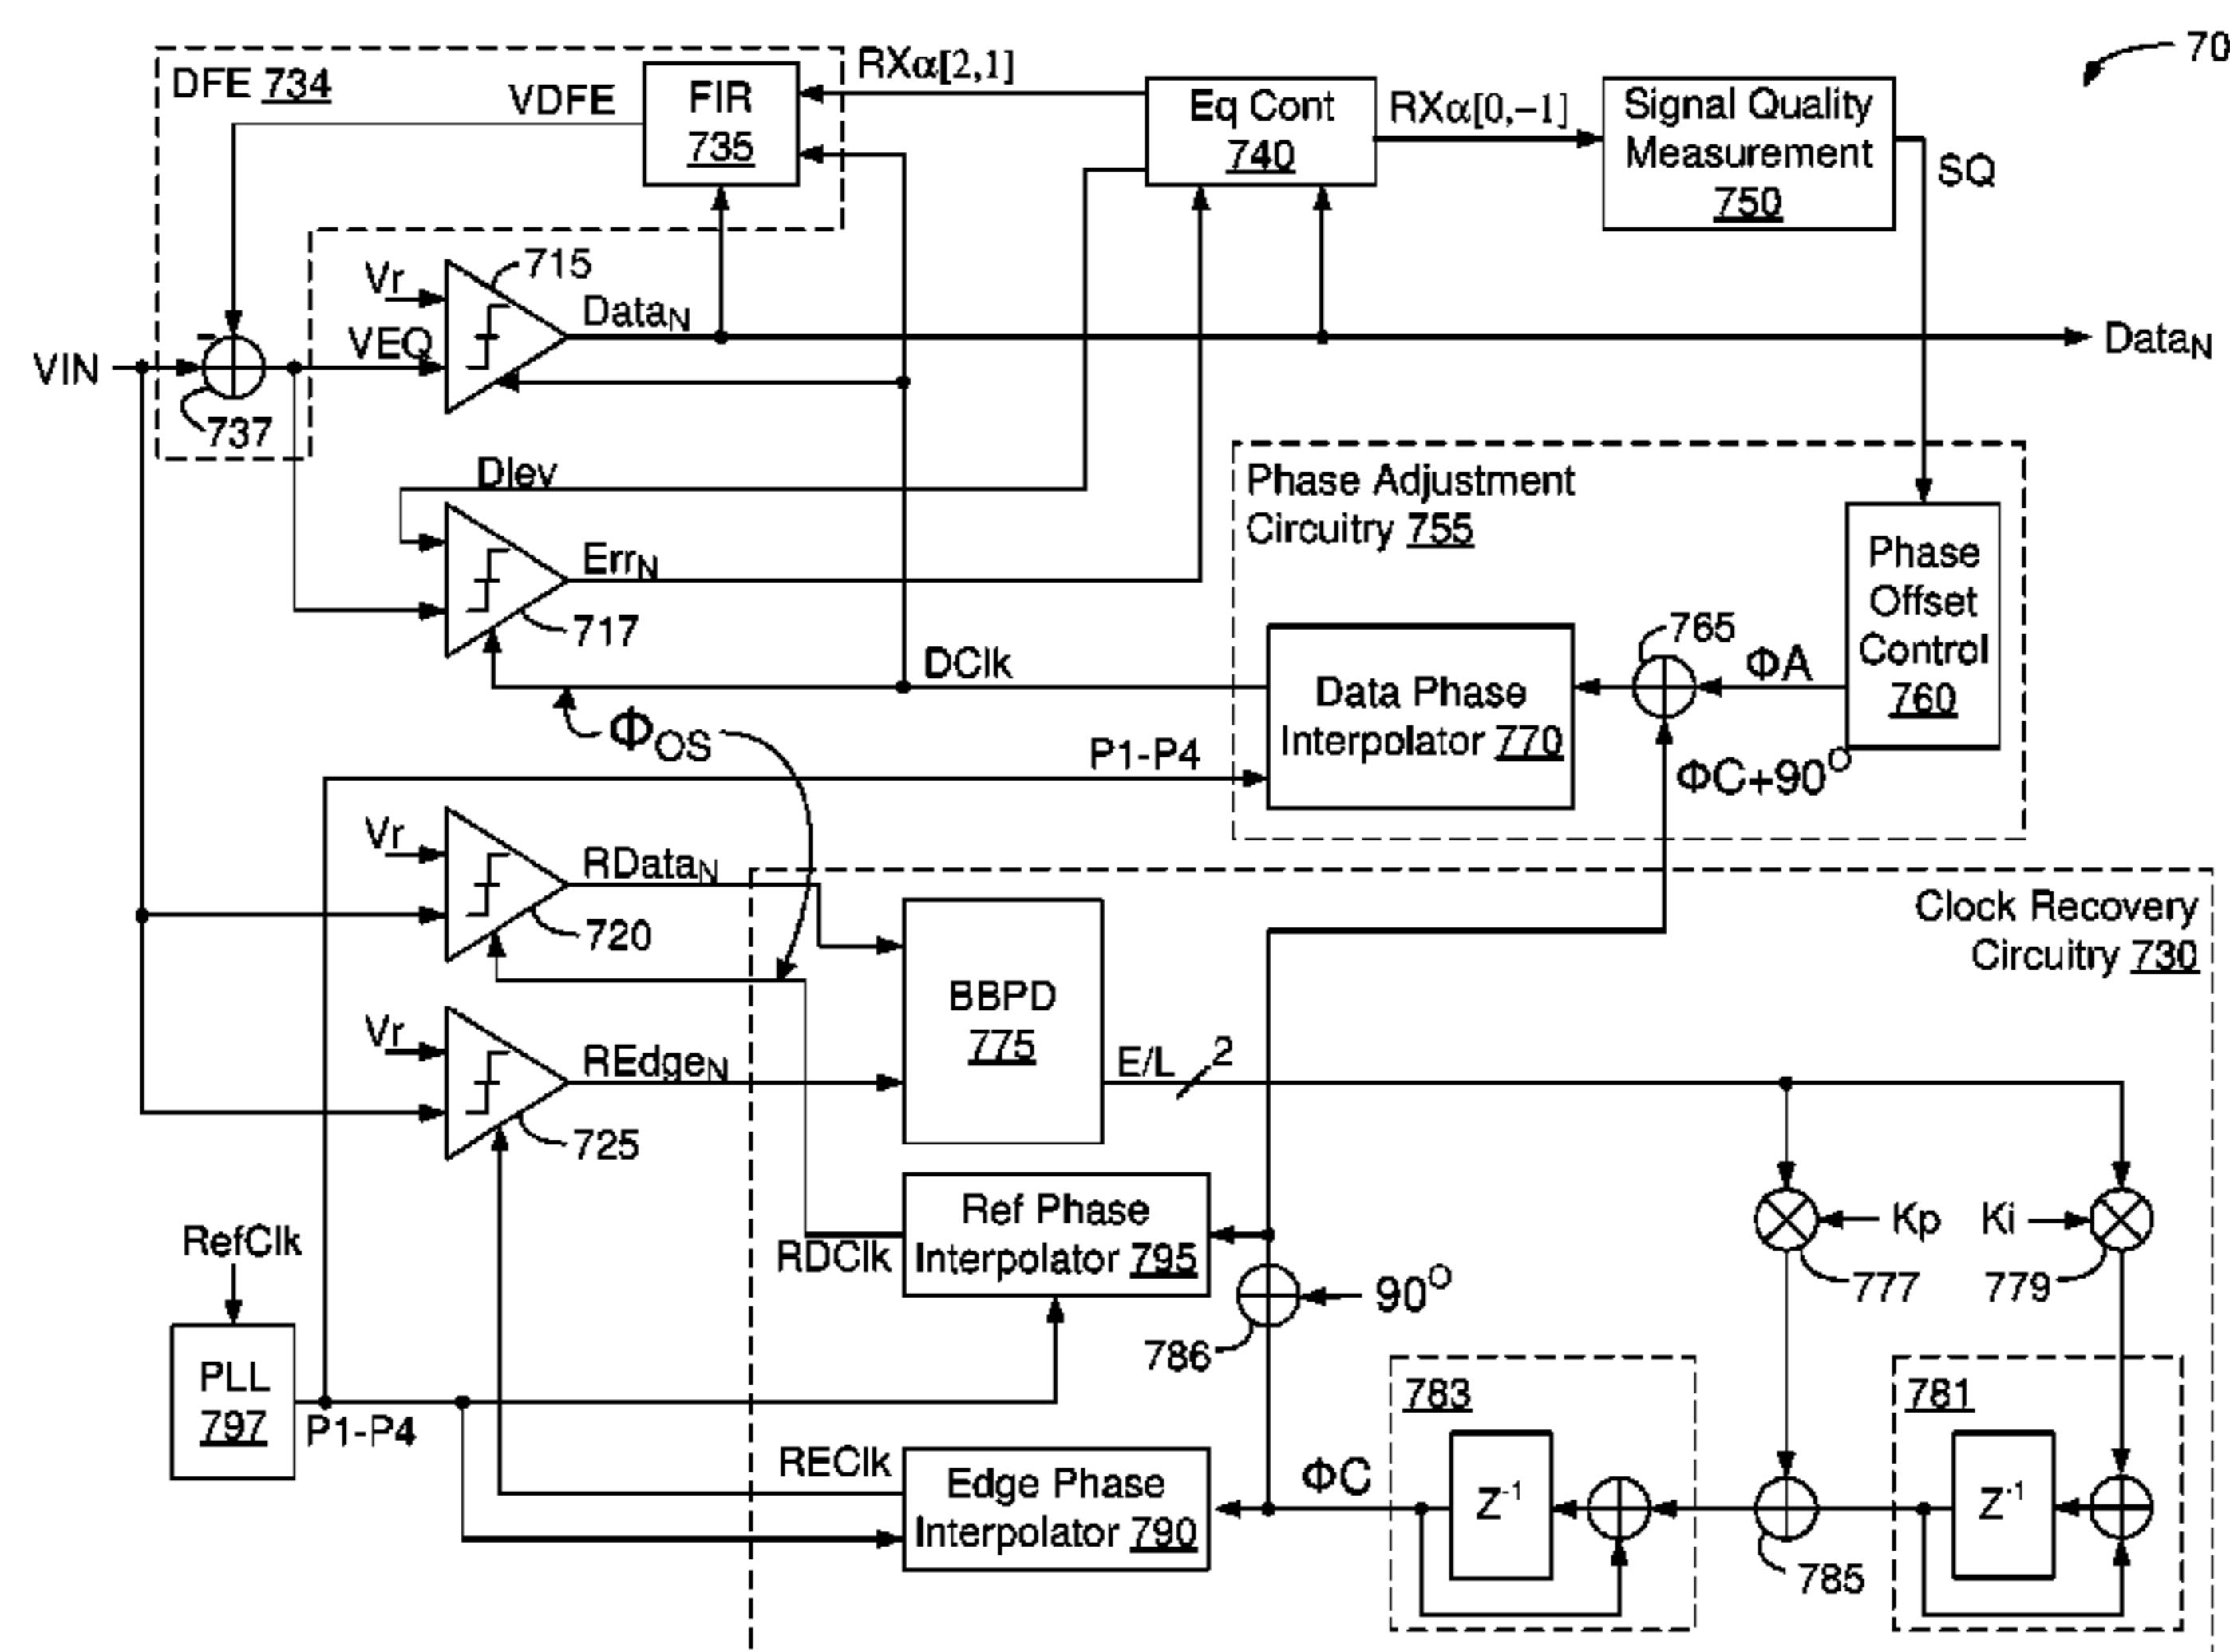 70
DFE 734
VDFE
FIR
735
RXα[2,1]
Eq Cont
740
RXα[0,−1]
Signal Quality
Measurement
750
SQ
715
Vr
DataN
VEQ
VIN
-
737
DataN
Dlev
ErrN
717
Phase Adjustment
Circuitry 755
Phase
Offset
Control
760
765
ΦA
DClk
Data Phase
Interpolator 770
ΦOS
P1-P4
ΦC+90°
Vr
RDataN
720
Clock Recovery
Circuitry 730
BBPD
775
Vr
REdgeN
725
E/L
2
RefClk
RDClk
Ref Phase
Interpolator 795
Kp
Ki
777
779
90°
786
PLL
797
P1-P4
783
781
REClk
Edge Phase
Interpolator 790
ΦC
Z-1
Z-1
785